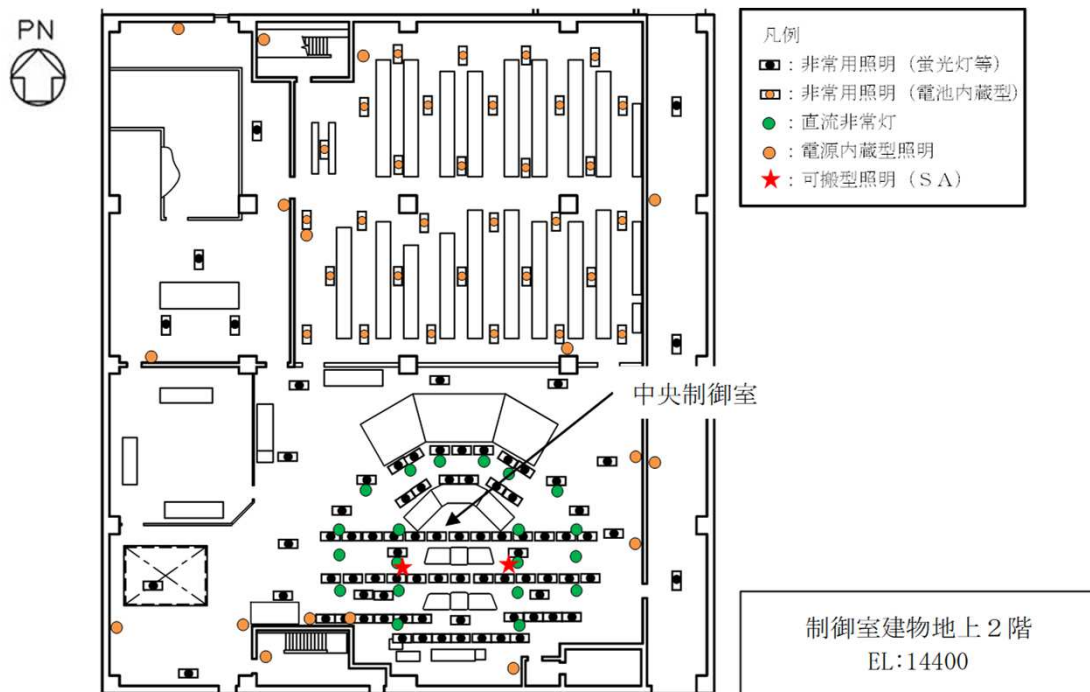 PN
凡例
：非常用照明（蛍光灯等）
：非常用照明（電池内蔵型）
：直流非常灯
：電源内蔵型照明
：可搬型照明（ＳＡ）
中央制御室
制御室建物地上２階
EL:14400